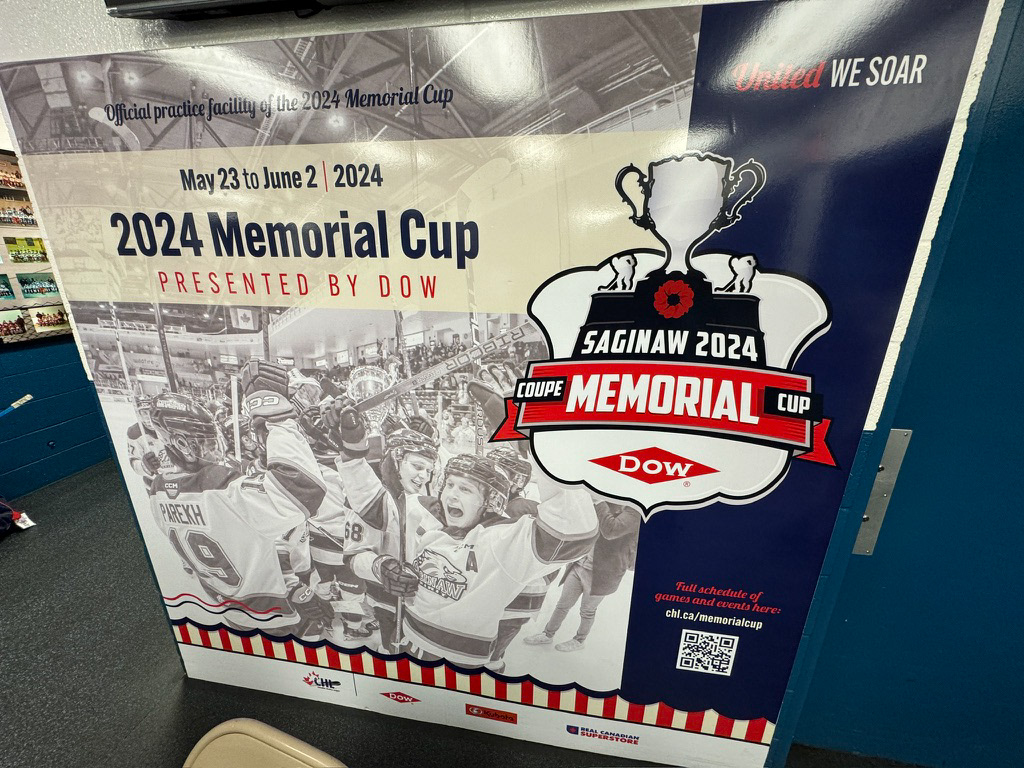 Official practice facility of the 2024 Memorial Cup
United WE SOAR
May 23 to June 2 | 2024
2024 Memorial Cup
PRESENTED BY DOW
SAGINAW 2024
COUPE MEMORIAL CUP
DOW
CCM
PAREKH
19
68
A
Full schedule of
games and events here:
chl.ca/memorialcup
CHL
DOW
Kubota
REAL CANADIAN
SUPERSTORE